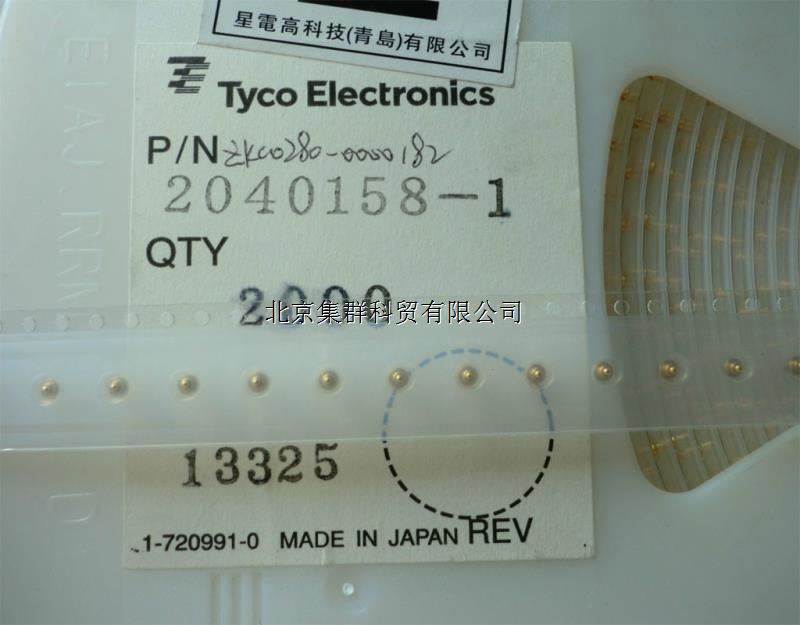 星電高科技(青島)有限公司
Tyco Electronics
P/N ZKC0280-0000182
2040158-1
QTY
2000
北京集群科贸有限公司
13325
1-720991-0 MADE IN JAPAN REV